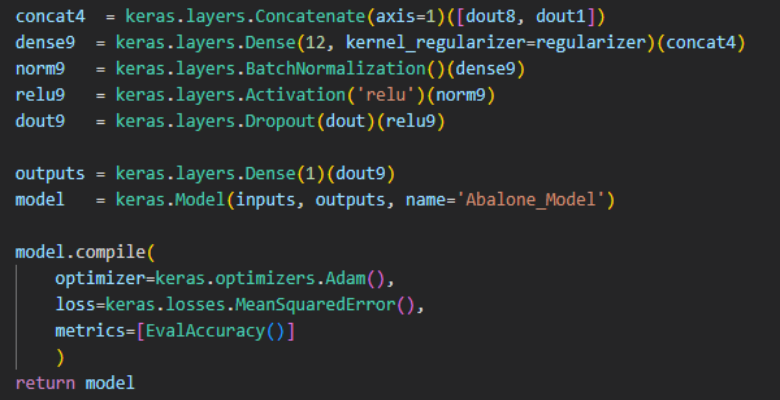 concat4  = keras.layers.Concatenate(axis=1)([dout8, dout1])
dense9  = keras.layers.Dense(12, kernel_regularizer=regularizer)(concat4)
norm9   = keras.layers.BatchNormalization()(dense9)
relu9   = keras.layers.Activation('relu')(norm9)
dout9   = keras.layers.Dropout(dout)(relu9)

outputs = keras.layers.Dense(1)(dout9)
model   = keras.Model(inputs, outputs, name='Abalone_Model')

model.compile(
    optimizer=keras.optimizers.Adam(),
    loss=keras.losses.MeanSquaredError(),
    metrics=[EvalAccuracy()]
    )
return model